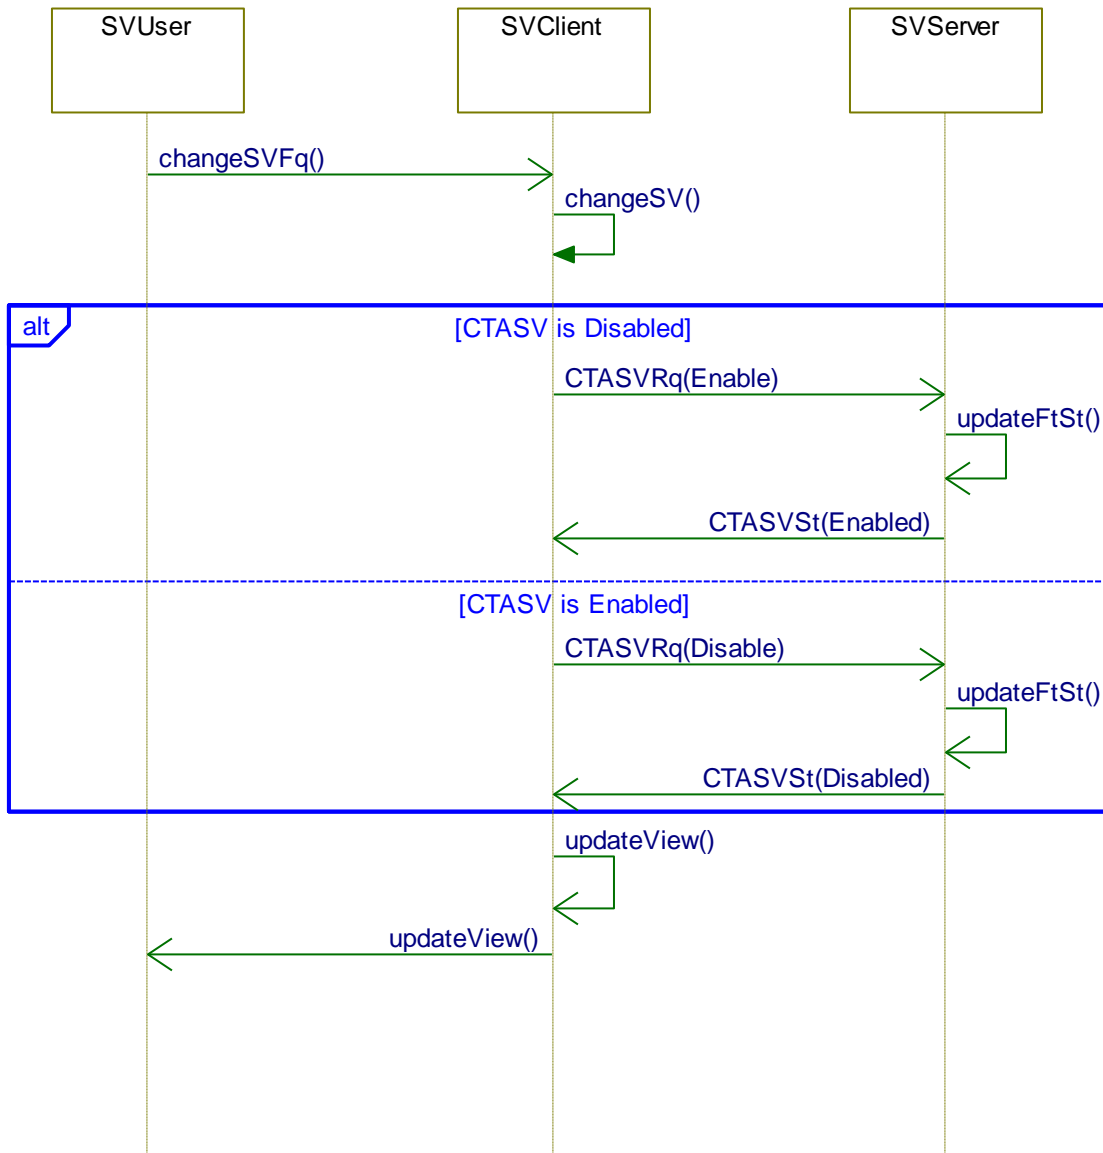 SVUser
SVClient
SVServer
changeSVFq()
changeSV()
alt
[CTASV is Disabled]
CTASVRq(Enable)
updateFtSt()
CTASVSt(Enabled)
[CTASV is Enabled]
CTASVRq(Disable)
updateFtSt()
CTASVSt(Disabled)
updateView()
updateView()